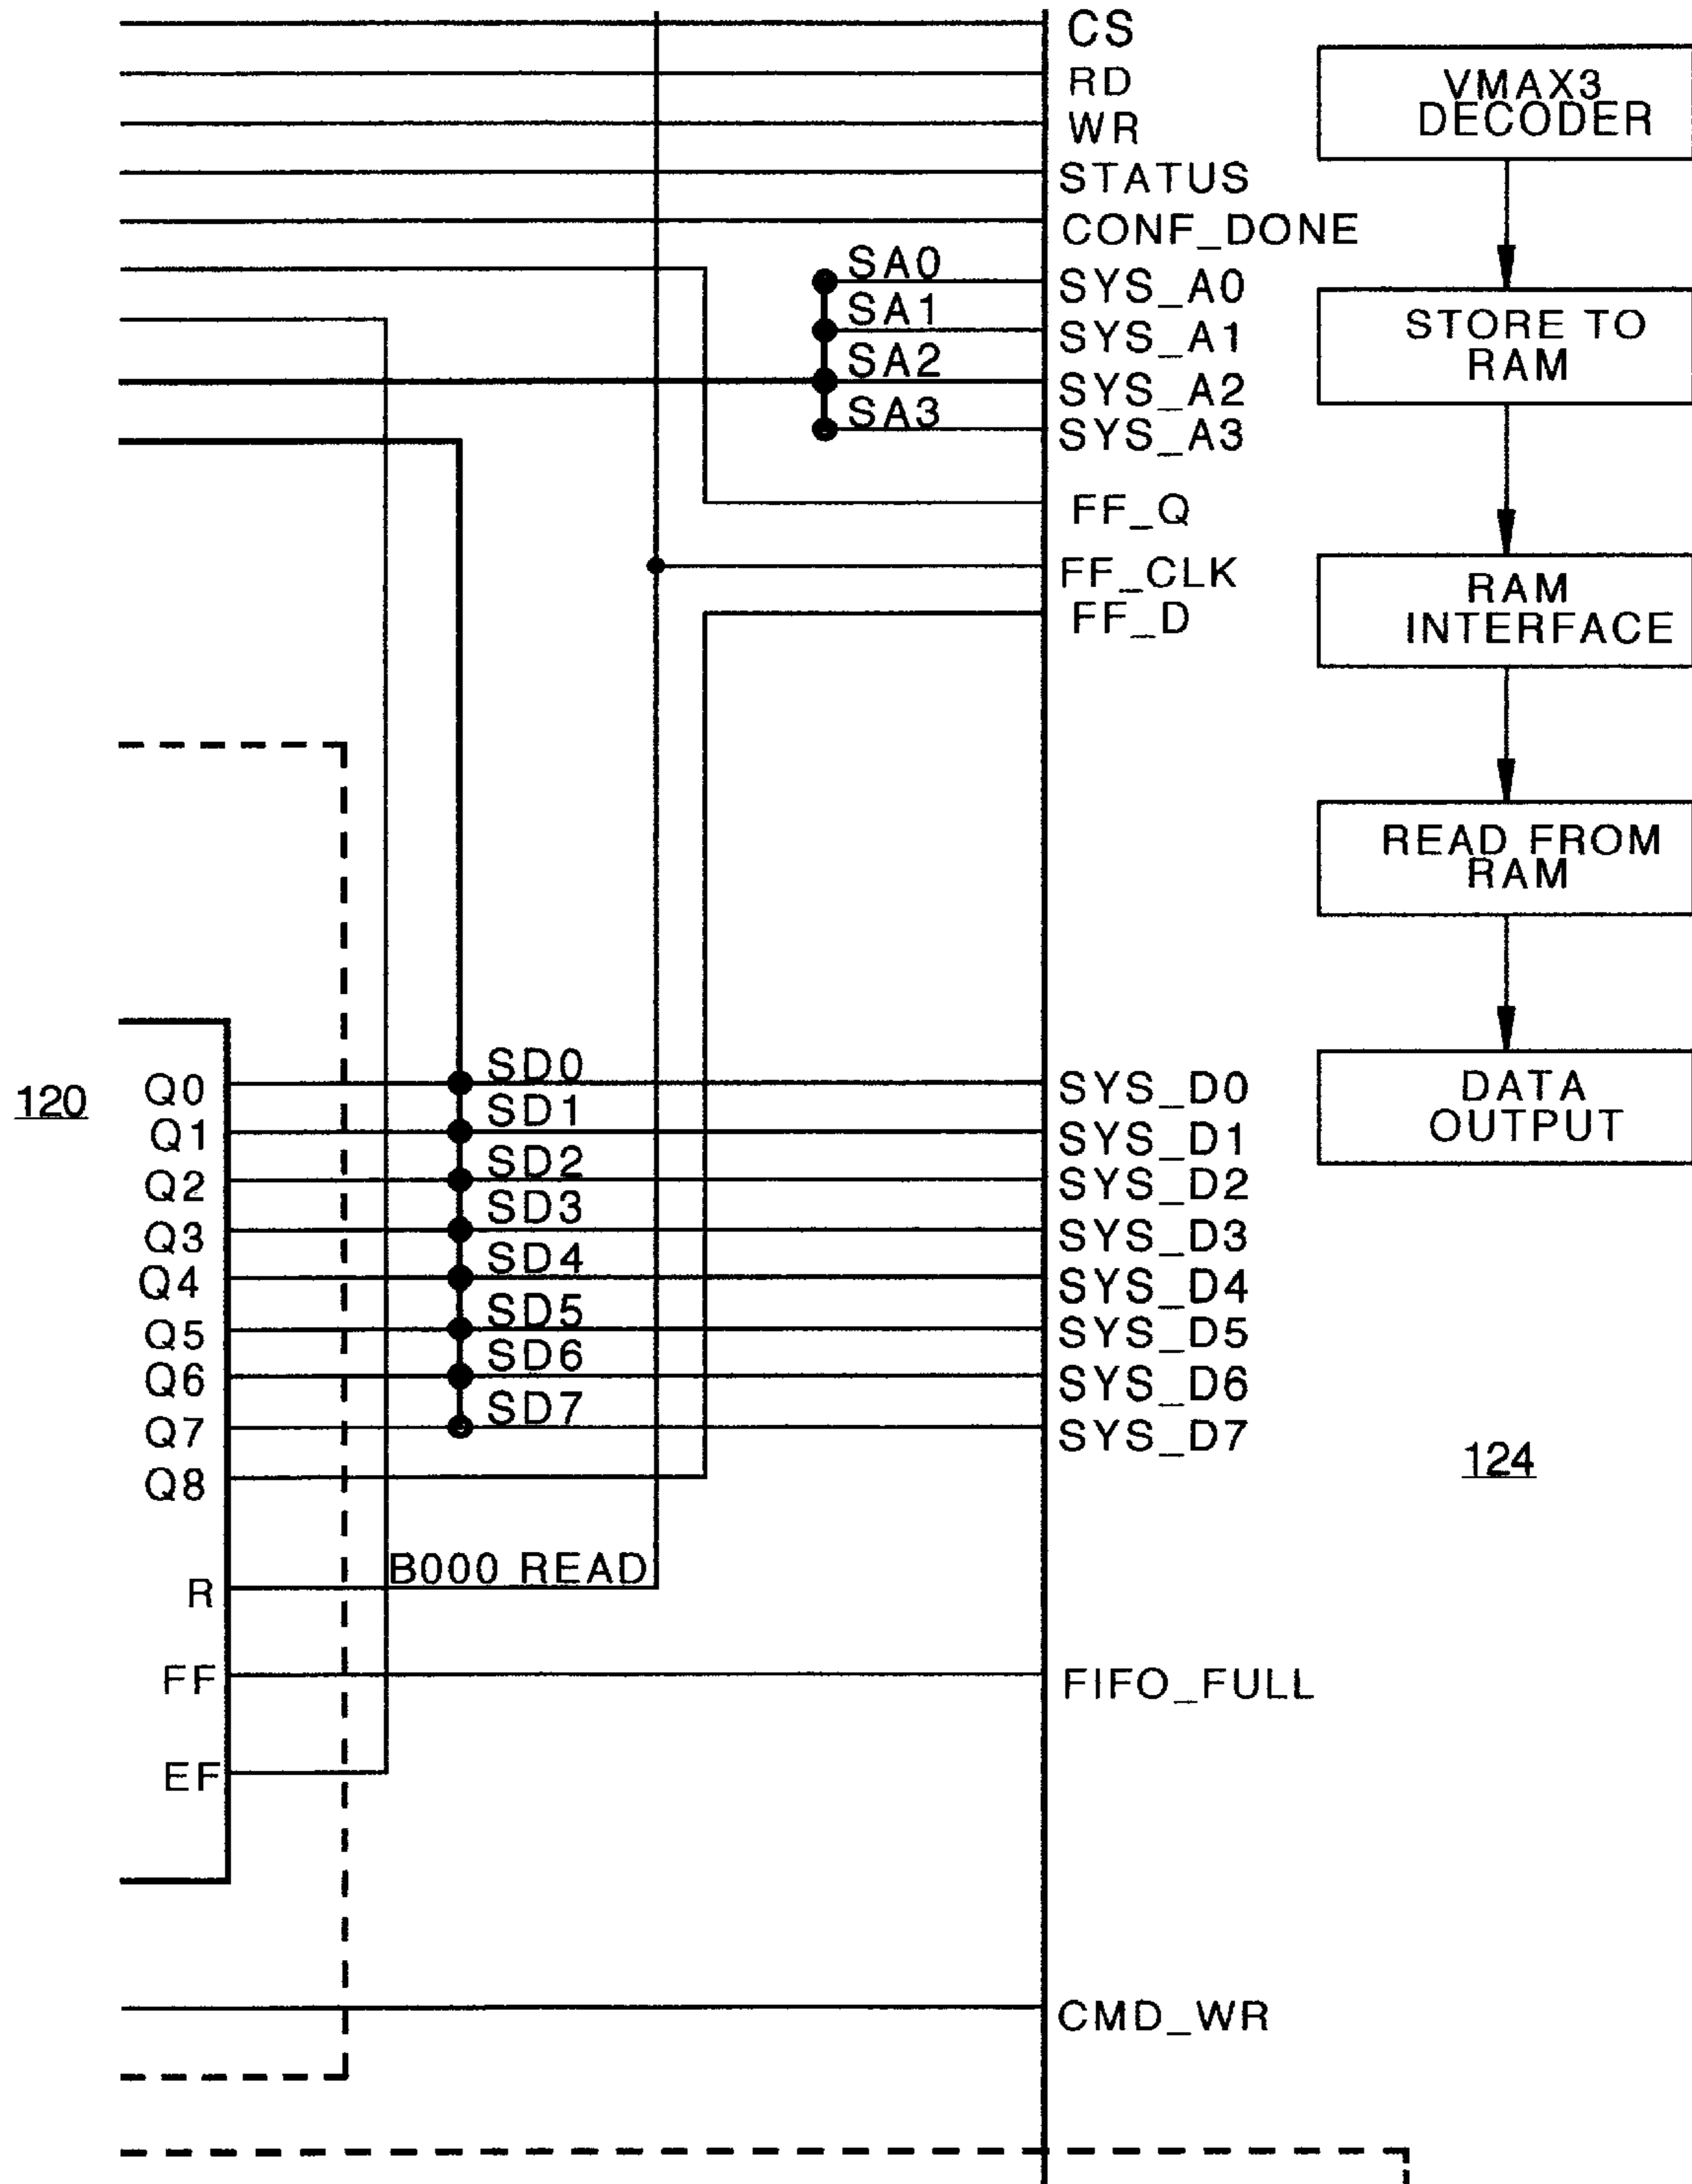 CS
RD
WR
STATUS
CONF_DONE
SA0
SYS_A0
SA1
SYS_A1
SA2
SYS_A2
SA3
SYS_A3
FF_Q
FF_CLK
FF_D
VMAX3
DECODER
STORE TO
RAM
RAM
INTERFACE
READ FROM
RAM
DATA
OUTPUT
120
Q0
SD0
SYS_D0
Q1
SD1
SYS_D1
Q2
SD2
SYS_D2
Q3
SD3
SYS_D3
Q4
SD4
SYS_D4
Q5
SD5
SYS_D5
Q6
SD6
SYS_D6
Q7
SD7
SYS_D7
Q8
124
R
B000 READ
FF
FIFO_FULL
EF
CMD_WR